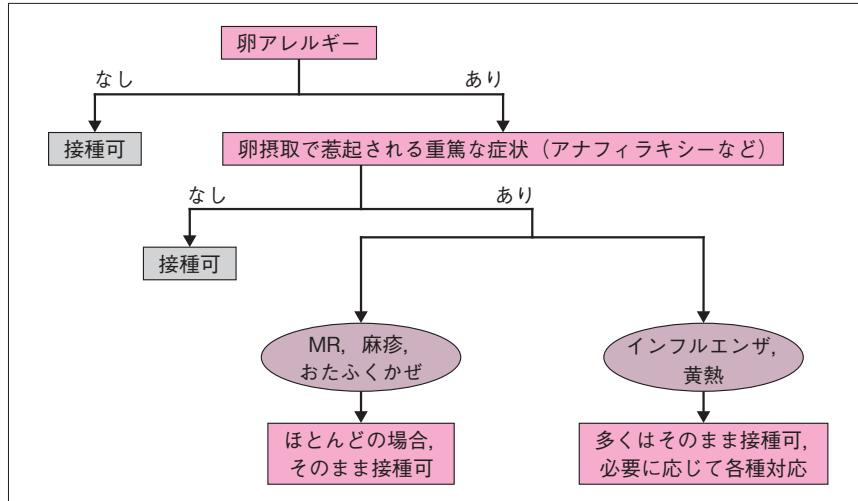 卵アレルギー
なし
あり
接種可
卵摂取で惹起される重篤な症状（アナフィラキシーなど）
なし
あり
接種可
MR，麻疹，
おたふくかぜ
インフルエンザ，
黄熱
ほとんどの場合，
そのまま接種可
多くはそのまま接種可，
必要に応じて各種対応